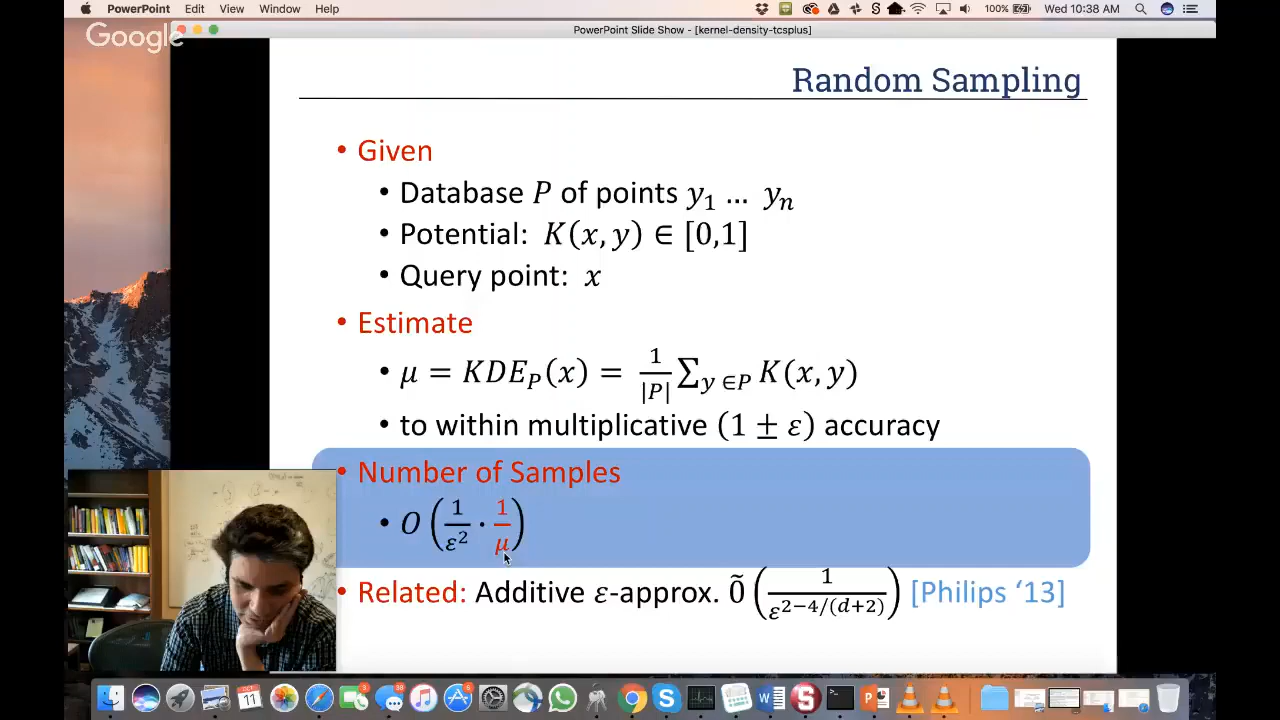 PowerPoint Edit View Window Help 100% Wed 10:38 AM
Google
PowerPoint Slide Show - [kernel-density-tcsplus]
Random Sampling
• Given
• Database P of points y₁ … yₙ
• Potential: K(x, y) ∈ [0,1]
• Query point: x
• Estimate
• μ = KDE_P(x) = 1/|P| ∑_{y ∈P} K(x, y)
• to within multiplicative (1 ± ε) accuracy
• Number of Samples
• O(1/ε² · 1/μ)
• Related: Additive ε-approx. Õ(1/ε^{2−4/(d+2)}) [Philips ‘13]